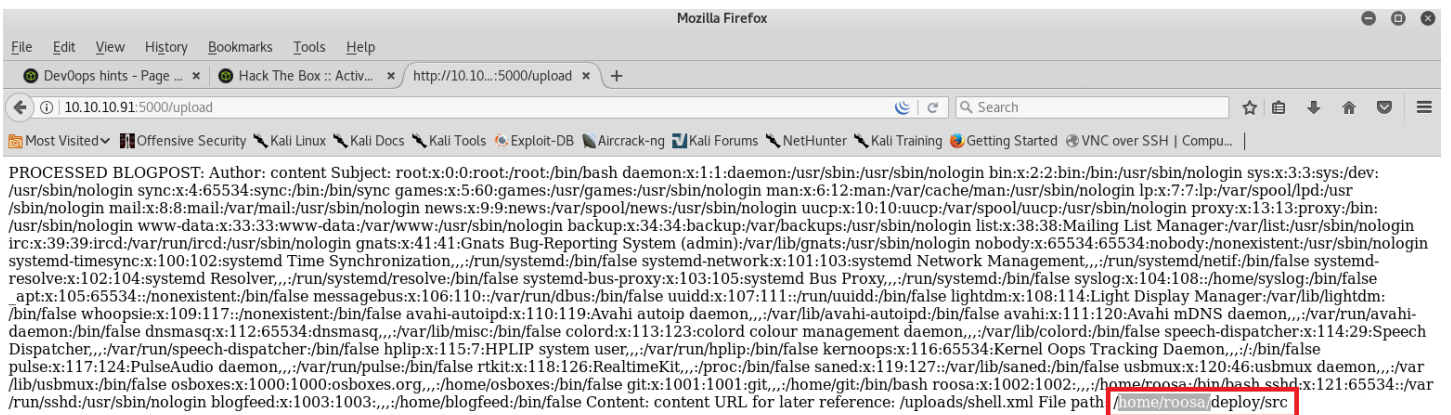 Mozilla Firefox
File Edit View History Bookmarks Tools Help
Dev0ops hints - Page ... × Hack The Box :: Activ... × http://10.10...:5000/upload × +
10.10.10.91:5000/upload Search
Most Visited Offensive Security Kali Linux Kali Docs Kali Tools Exploit-DB Aircrack-ng Kali Forums NetHunter Kali Training Getting Started VNC over SSH | Compu...
PROCESSED BLOGPOST: Author: content Subject: root:x:0:0:root:/root:/bin/bash daemon:x:1:1:daemon:/usr/sbin:/usr/sbin/nologin bin:x:2:2:bin:/bin:/usr/sbin/nologin sys:x:3:3:sys:/dev:
/usr/sbin/nologin sync:x:4:65534:sync:/bin:/bin/sync games:x:5:60:games:/usr/games:/usr/sbin/nologin man:x:6:12:man:/var/cache/man:/usr/sbin/nologin lp:x:7:7:lp:/var/spool/lpd:/usr
/sbin/nologin mail:x:8:8:mail:/var/mail:/usr/sbin/nologin news:x:9:9:news:/var/spool/news:/usr/sbin/nologin uucp:x:10:10:uucp:/var/spool/uucp:/usr/sbin/nologin proxy:x:13:13:proxy:/bin:
/usr/sbin/nologin www-data:x:33:33:www-data:/var/www:/usr/sbin/nologin backup:x:34:34:backup:/var/backups:/usr/sbin/nologin list:x:38:38:Mailing List Manager:/var/list:/usr/sbin/nologin
irc:x:39:39:ircd:/var/run/ircd:/usr/sbin/nologin gnats:x:41:41:Gnats Bug-Reporting System (admin):/var/lib/gnats:/usr/sbin/nologin nobody:x:65534:65534:nobody:/nonexistent:/usr/sbin/nologin
systemd-timesync:x:100:102:systemd Time Synchronization,,,:/run/systemd:/bin/false systemd-network:x:101:103:systemd Network Management,,,:/run/systemd/netif:/bin/false systemd-
resolve:x:102:104:systemd Resolver,,,:/run/systemd/resolve:/bin/false systemd-bus-proxy:x:103:105:systemd Bus Proxy,,,:/run/systemd:/bin/false syslog:x:104:108::/home/syslog:/bin/false
_apt:x:105:65534::/nonexistent:/bin/false messagebus:x:106:110::/var/run/dbus:/bin/false uuidd:x:107:111::/run/uuidd:/bin/false lightdm:x:108:114:Light Display Manager:/var/lib/lightdm:
/bin/false whoopsie:x:109:117::/nonexistent:/bin/false avahi-autoipd:x:110:119:Avahi autoip daemon,,,:/var/lib/avahi-autoipd:/bin/false avahi:x:111:120:Avahi mDNS daemon,,,:/var/run/avahi-
daemon:/bin/false dnsmasq:x:112:65534:dnsmasq,,,:/var/lib/misc:/bin/false colord:x:113:123:colord colour management daemon,,,:/var/lib/colord:/bin/false speech-dispatcher:x:114:29:Speech
Dispatcher,,,:/var/run/speech-dispatcher:/bin/false hplip:x:115:7:HPLIP system user,,,:/var/run/hplip:/bin/false kernoops:x:116:65534:Kernel Oops Tracking Daemon,,,:/:/bin/false
pulse:x:117:124:PulseAudio daemon,,,:/var/run/pulse:/bin/false rtkit:x:118:126:RealtimeKit,,,:/proc:/bin/false saned:x:119:127::/var/lib/saned:/bin/false usbmux:x:120:46:usbmux daemon,,,:/var
/lib/usbmux:/bin/false osboxes:x:1000:1000:osboxes.org,,,:/home/osboxes:/bin/false git:x:1001:1001:git,,,:/home/git:/bin/bash roosa:x:1002:1002:,,,:/home/roosa:/bin/bash sshd:x:121:65534::/var
/run/sshd:/usr/sbin/nologin blogfeed:x:1003:1003:,,,:/home/blogfeed:/bin/false Content: content URL for later reference: /uploads/shell.xml File path: /home/roosa/deploy/src